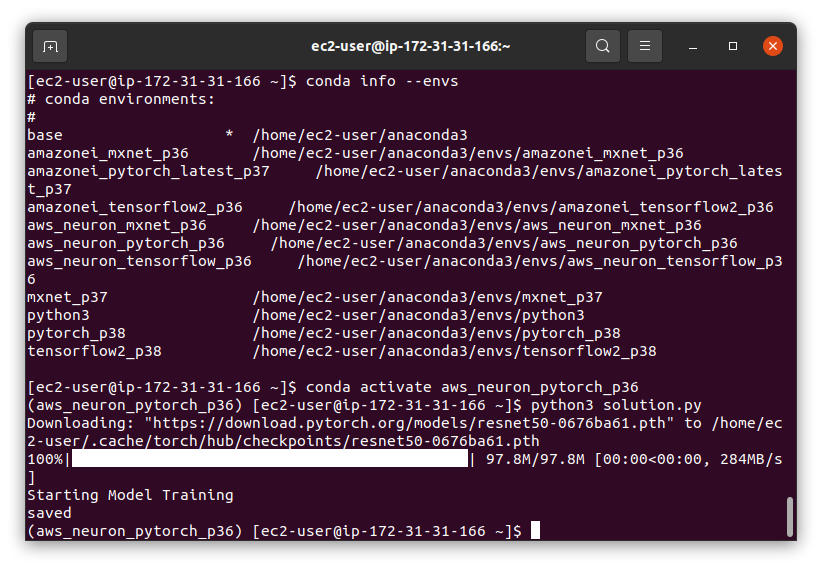 ec2-user@ip-172-31-31-166:~
[ec2-user@ip-172-31-31-166 ~]$ conda info --envs
# conda environments:
#
base                  *  /home/ec2-user/anaconda3
amazonei_mxnet_p36       /home/ec2-user/anaconda3/envs/amazonei_mxnet_p36
amazonei_pytorch_latest_p37     /home/ec2-user/anaconda3/envs/amazonei_pytorch_lates
t_p37
amazonei_tensorflow2_p36     /home/ec2-user/anaconda3/envs/amazonei_tensorflow2_p36
aws_neuron_mxnet_p36     /home/ec2-user/anaconda3/envs/aws_neuron_mxnet_p36
aws_neuron_pytorch_p36     /home/ec2-user/anaconda3/envs/aws_neuron_pytorch_p36
aws_neuron_tensorflow_p36     /home/ec2-user/anaconda3/envs/aws_neuron_tensorflow_p3
6
mxnet_p37                /home/ec2-user/anaconda3/envs/mxnet_p37
python3                  /home/ec2-user/anaconda3/envs/python3
pytorch_p38              /home/ec2-user/anaconda3/envs/pytorch_p38
tensorflow2_p38          /home/ec2-user/anaconda3/envs/tensorflow2_p38
[ec2-user@ip-172-31-31-166 ~]$ conda activate aws_neuron_pytorch_p36
(aws_neuron_pytorch_p36) [ec2-user@ip-172-31-31-166 ~]$ python3 solution.py
Downloading: "https://download.pytorch.org/models/resnet50-0676ba61.pth" to /home/ec
2-user/.cache/torch/hub/checkpoints/resnet50-0676ba61.pth
100%|████████████████████████████████████████████| 97.8M/97.8M [00:00<00:00, 284MB/s
]
Starting Model Training
saved
(aws_neuron_pytorch_p36) [ec2-user@ip-172-31-31-166 ~]$